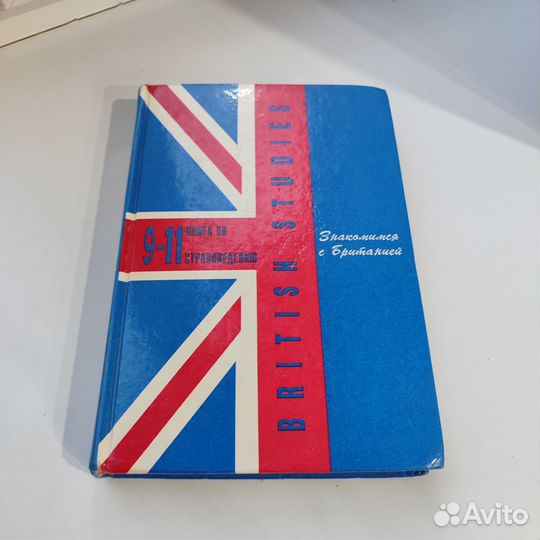 9-11
КНИГА ПО
СТРАНОВЕДЕНИЮ
BRITISH STUDIES
Знакомимся
с Британией
Avito